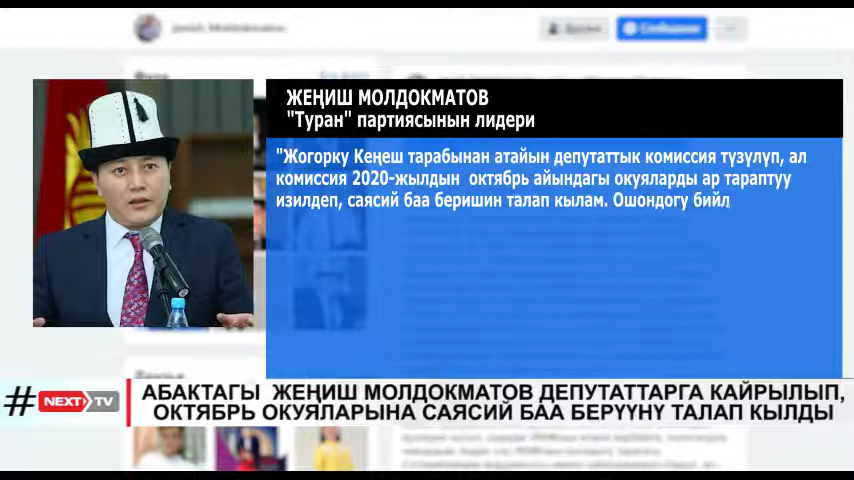 ЖЕҢИШ МОЛДОКМАТОВ
"Туран" партиясынын лидери
"Жогорку Кеңеш тарабынан атайын депутаттык комиссия түзүлүп, ал
комиссия 2020-жылдын октябрь айындагы окуяларды ар тараптуу
изилдеп, саясий баа беришин талап кылам. Ошондогу бийл
# NEXT TV
АБАКТАГЫ ЖЕҢИШ МОЛДОКМАТОВ ДЕПУТАТТАРГА КАЙРЫЛЫП,
ОКТЯБРЬ ОКУЯЛАРЫНА САЯСИЙ БАА БЕРҮҮНҮ ТАЛАП КЫЛДЫ